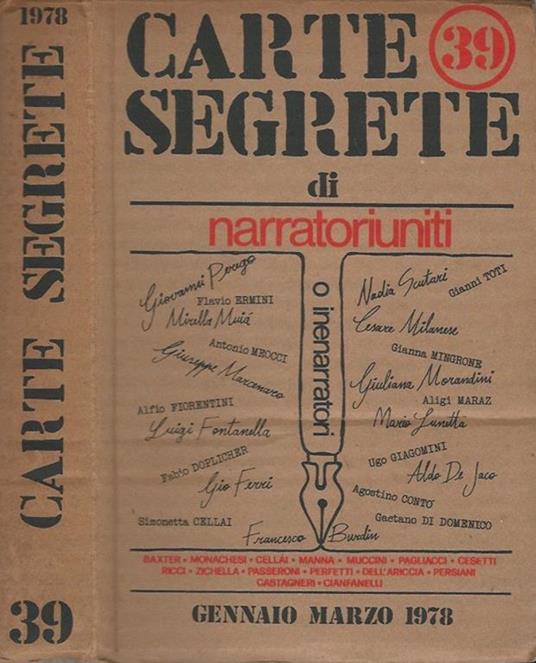 1978
CARTE SEGRETE
39
CARTE 39
SEGRETE
di
narratoriuniti
o inenarratori
Giovanni Perego
Flavio ERMINI
Mirella Muià
Antonio MEOCCI
Giuseppe Marcenaro
Alfio FIORENTINI
Luigi Fontanella
Fabio DOPLICHER
Gio Ferri
Simonetta CELLAI
Francesco Burdin
Nadia Scutari
Gianni TOTI
Cesare Milanese
Gianna MINGRONE
Giuliana Morandini
Aligi MARAZ
Mario Lunetta
Ugo GIAGOMINI
Aldo De Jaco
Agostino CONTÒ
Gaetano DI DOMENICO
BAXTER • MONACHESI • CELLAI • MANNA • MUCCINI • PAGLIACCI • CESETTI
RICCI • ZICHELLA • PASSERONI • PERFETTI • DELL'ARICCIA • PERSIANI
CASTAGNERI • CIANFANELLI
GENNAIO MARZO 1978